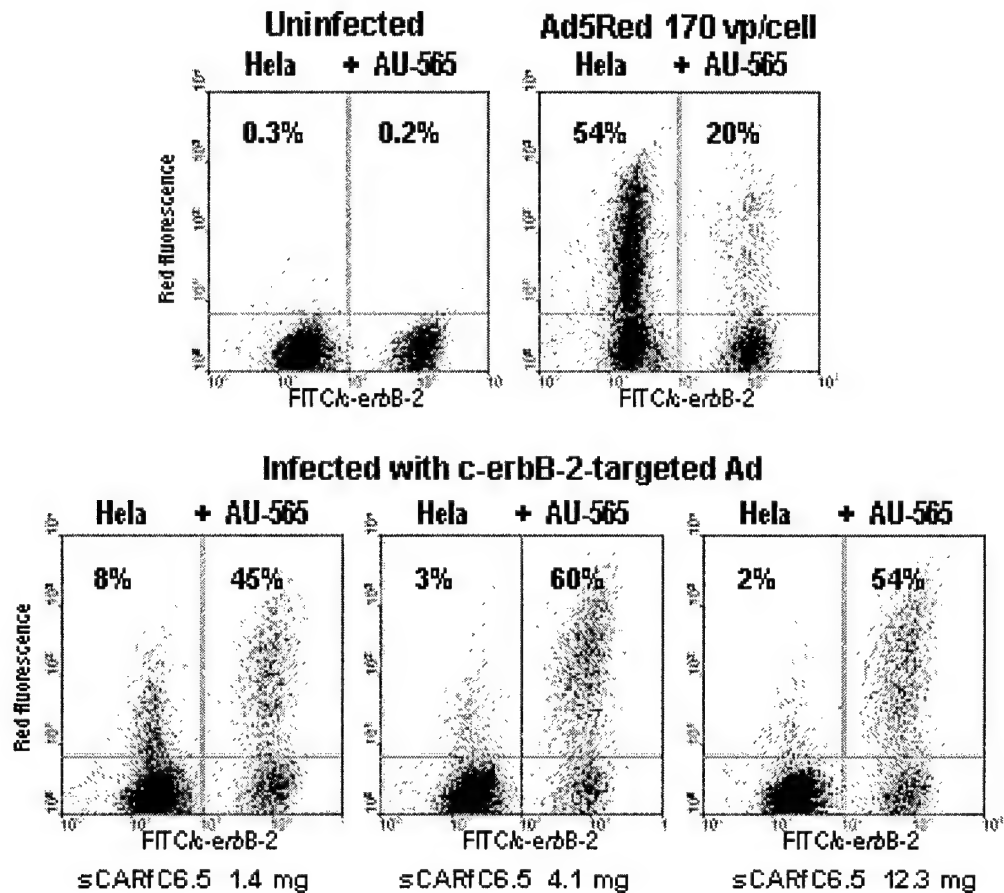 Uninfected
Ad5Red 170 vp/cell
Hela + AU-565
Hela + AU-565
0.3% 0.2%
54% 20%
Red fluorescence
FITC/c-erbB-2
FITC/c-erbB-2
Infected with c-erbB-2-targeted Ad
Hela + AU-565
Hela + AU-565
Hela + AU-565
8% 45%
3% 60%
2% 54%
Red fluorescence
FITC/c-erbB-2
FITC/c-erbB-2
FITC/c-erbB-2
sCARfC6.5 1.4 mg
sCARfC6.5 4.1 mg
sCARfC6.5 12.3 mg